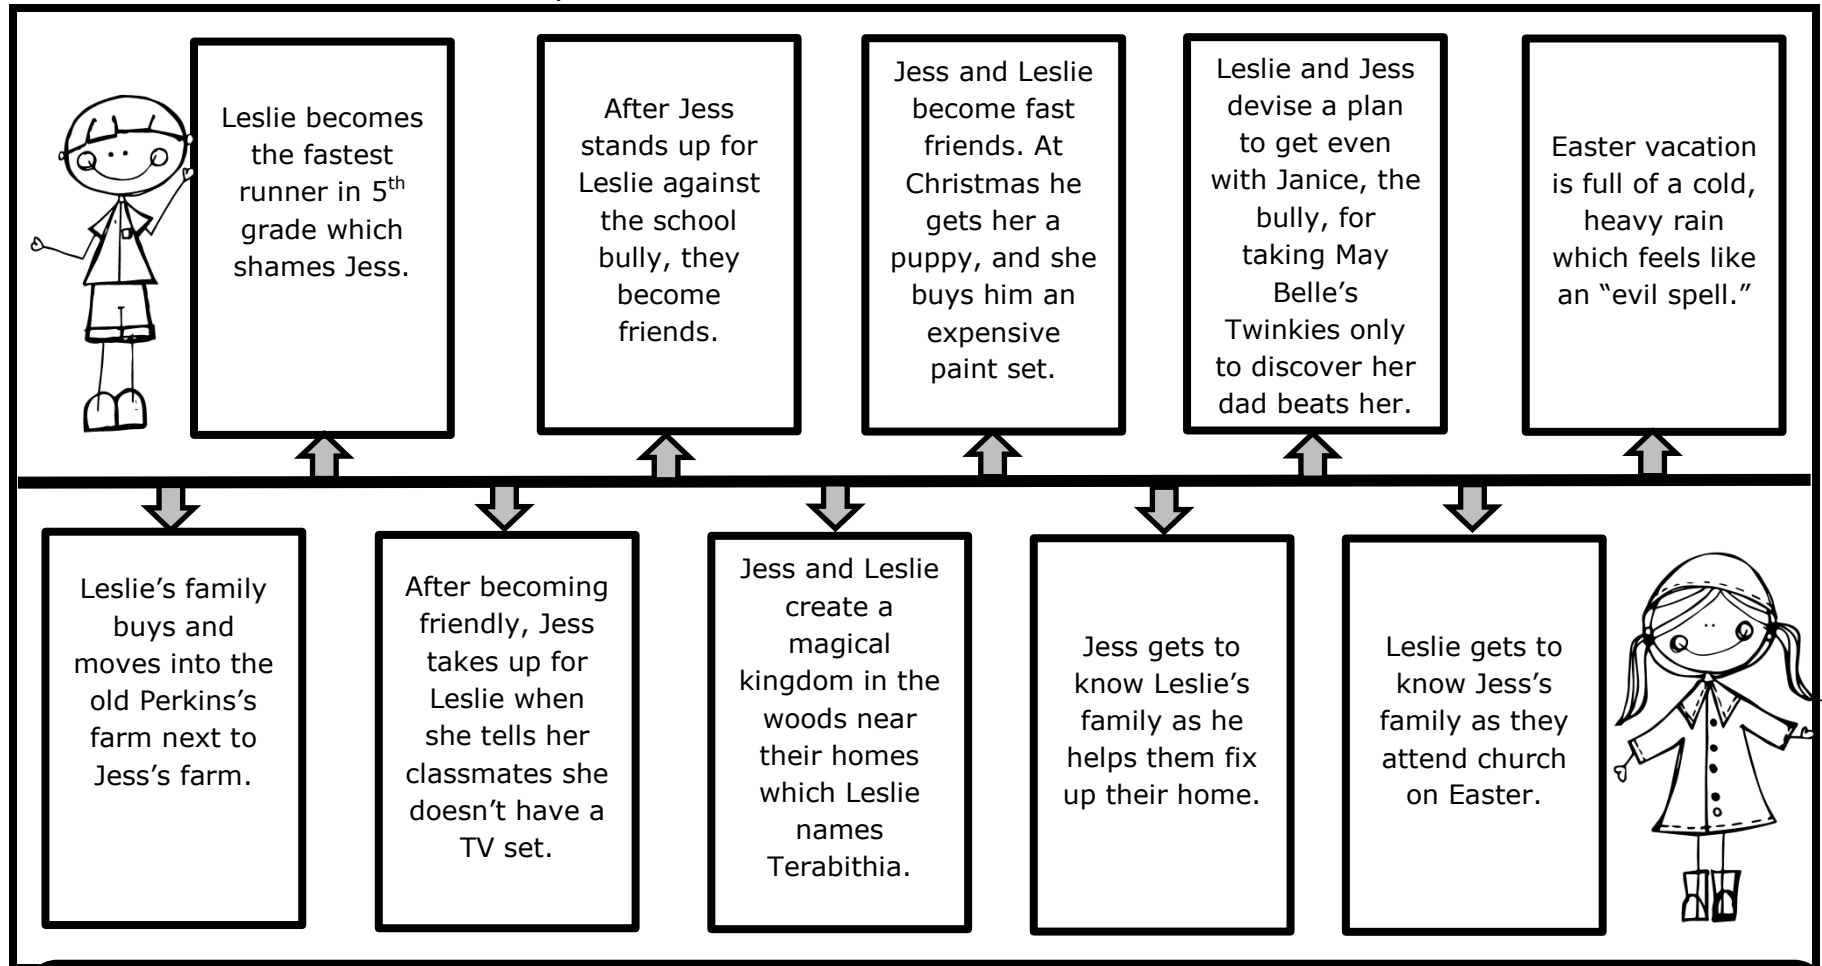 Leslie becomes
the fastest
runner in 5th
grade which
shames Jess.
After Jess
stands up for
Leslie against
the school
bully, they
become
friends.
Jess and Leslie
become fast
friends. At
Christmas he
gets her a
puppy, and she
buys him an
expensive
paint set.
Leslie and Jess
devise a plan
to get even
with Janice, the
bully, for
taking May
Belle’s
Twinkies only
to discover her
dad beats her.
Easter vacation
is full of a cold,
heavy rain
which feels like
an “evil spell.”
Leslie’s family
buys and
moves into the
old Perkins’s
farm next to
Jess’s farm.
After becoming
friendly, Jess
takes up for
Leslie when
she tells her
classmates she
doesn’t have a
TV set.
Jess and Leslie
create a
magical
kingdom in the
woods near
their homes
which Leslie
names
Terabithia.
Jess gets to
know Leslie’s
family as he
helps them fix
up their home.
Leslie gets to
know Jess’s
family as they
attend church
on Easter.